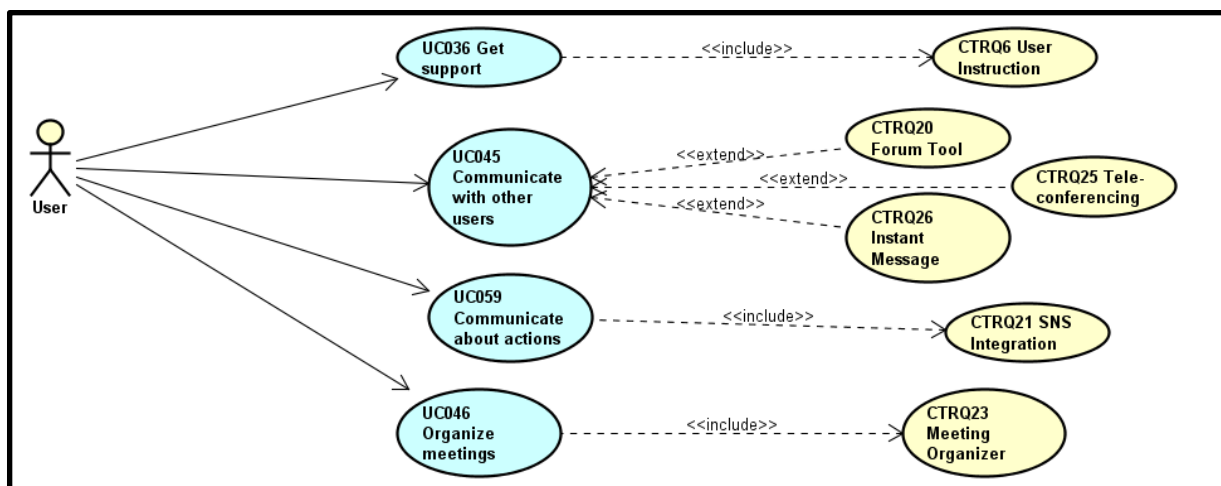 UC036 Get
support
<<include>>
CTRQ6 User
Instruction
User
UC045
Communicate
with other
users
<<extend>>
CTRQ20
Forum Tool
<<extend>>
CTRQ25 Tele-
conferencing
<<extend>>
CTRQ26
Instant
Message
UC059
Communicate
about actions
<<include>>
CTRQ21 SNS
Integration
UC046
Organize
meetings
<<include>>
CTRQ23
Meeting
Organizer